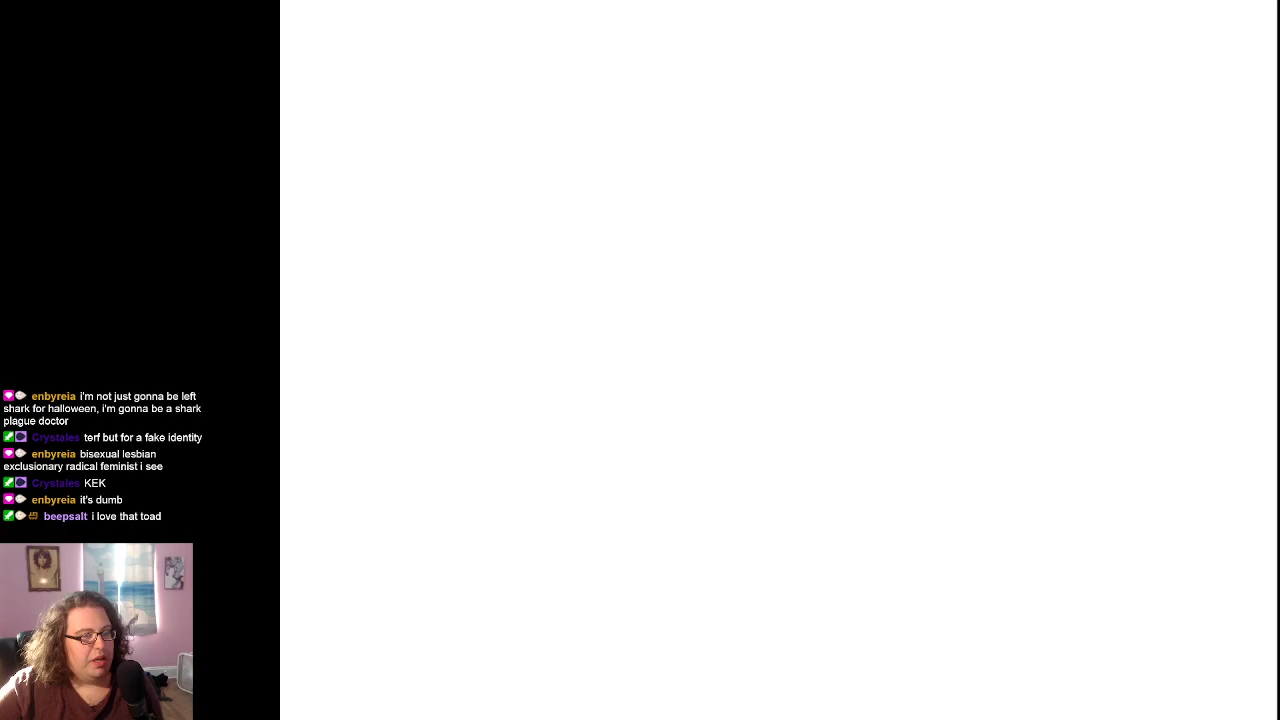 enbyreia i'm not just gonna be left
shark for halloween, i'm gonna be a shark
plague doctor
Crystales terf but for a fake identity
enbyreia bisexual lesbian
exclusionary radical feminist i see
Crystales KEK
enbyreia it's dumb
beepsalt i love that toad